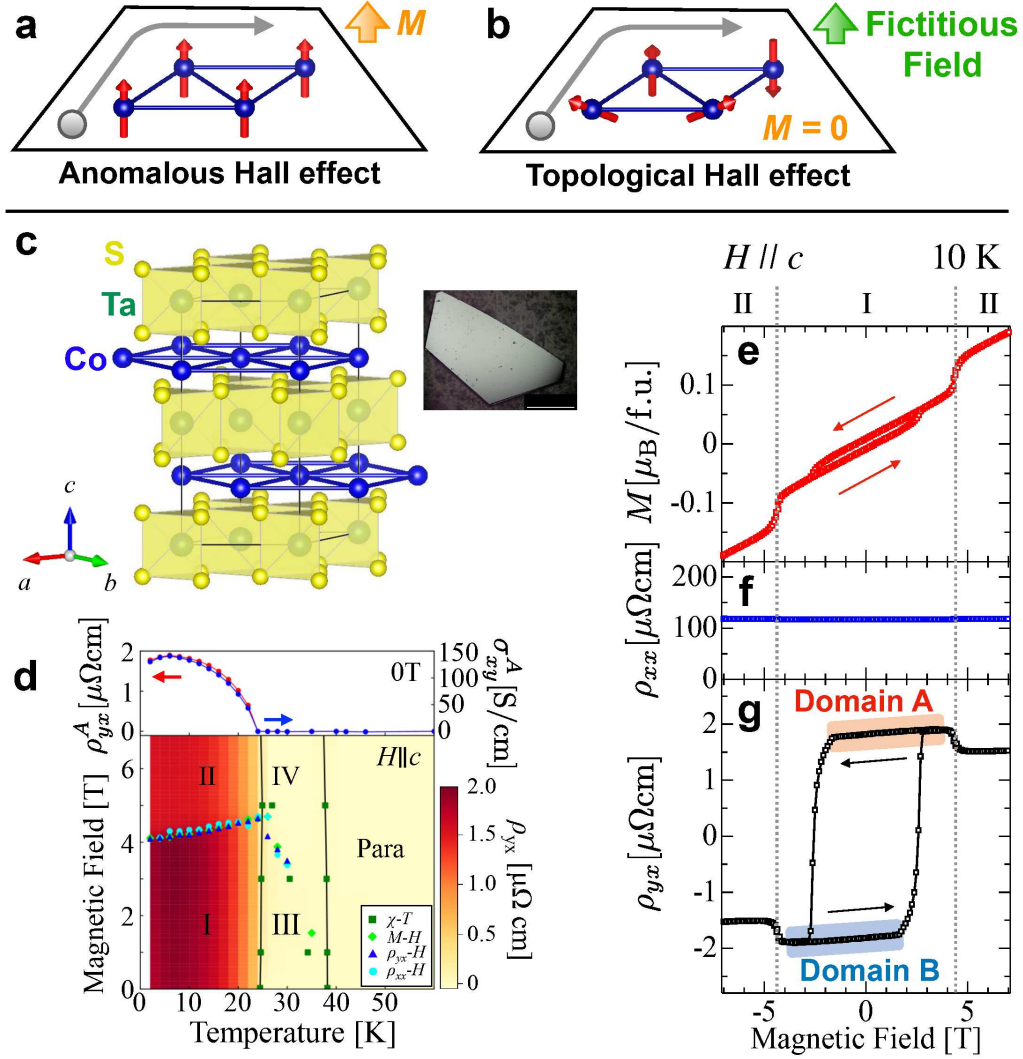 a
M
Anomalous Hall effect
b
Fictitious
Field
M = 0
Topological Hall effect
c
S
Ta
Co
c
a
b
H // c
10 K
II
I
II
e
M [μB/f.u.]
0.1
0
-0.1
f
ρxx [μΩcm]
200
100
0
g
ρyx [μΩcm]
2
1
0
-1
-2
Domain A
Domain B
-5
0
5
Magnetic Field [T]
d
ρyxA [μΩcm]
2
1
0
0T
150
100
50
0
σxyA [S/cm]
H||c
II
IV
Para
I
III
Magnetic Field [T]
6
4
2
0
χ-T
M-H
ρyx-H
ρxx-H
0
10
20
30
40
50
Temperature [K]
2.0
1.5
1.0
0.5
0
ρyx [μΩ cm]